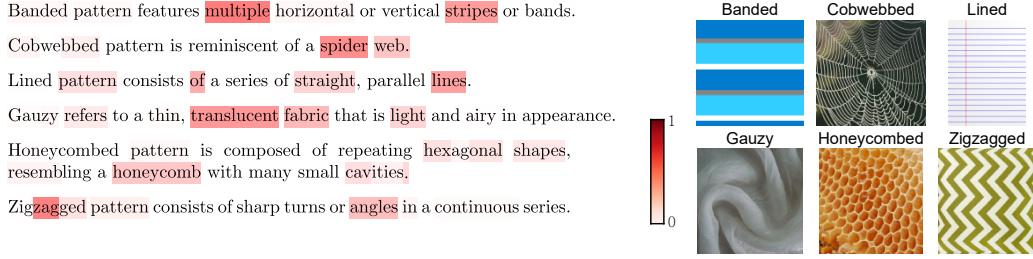 Banded pattern features multiple horizontal or vertical stripes or bands.
Cobwebbed pattern is reminiscent of a spider web.
Lined pattern consists of a series of straight, parallel lines.
Gauzy refers to a thin, translucent fabric that is light and airy in appearance.
Honeycombed pattern is composed of repeating hexagonal shapes,
resembling a honeycomb with many small cavities.
Zigzagged pattern consists of sharp turns or angles in a continuous series.
1
0
Banded Cobwebbed Lined
Gauzy Honeycombed Zigzagged